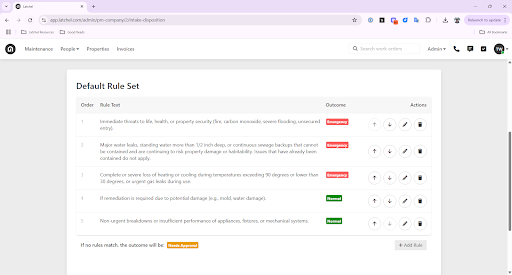 Latchel
app.latchel.com/admin/pm-company/2/intake-disposition
Relaunch to update
Latchel Resources
Good Reads
All Bookmarks
Maintenance People Properties Invoices
Search work orders
Admin
TW
Default Rule Set
Order Rule Text Outcome Actions
1 Immediate threats to life, health, or property security (fire, carbon monoxide, severe flooding, unsecured
entry). Emergency
2 Major water leaks, standing water more than 1/2 inch deep, or continuous sewage backups that cannot
be contained and are continuing to risk property damage or habitability. Issues that have already been
contained do not apply. Emergency
3 Complete or severe loss of heating or cooling during temperatures exceeding 90 degrees or lower than
30 degrees, or urgent gas leaks during use. Emergency
4 If remediation is required due to potential damage (e.g. mold, water damage). Normal
5 Non-urgent breakdowns or insufficient performance of appliances, fixtures, or mechanical systems. Normal
If no rules match, the outcome will be: Needs Approval
+ Add Rule